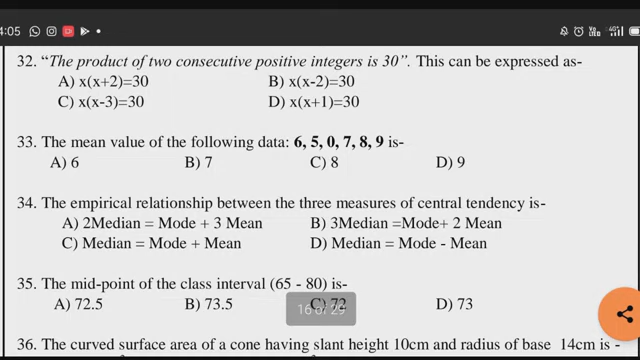 4:05
4G
32. "The product of two consecutive positive integers is 30". This can be expressed as-
A) x(x+2)=30 B) x(x-2)=30
C) x(x-3)=30 D) x(x+1)=30
33. The mean value of the following data: 6, 5, 0, 7, 8, 9 is-
A) 6 B) 7 C) 8 D) 9
34. The empirical relationship between the three measures of central tendency is-
A) 2Median = Mode + 3 Mean B) 3Median =Mode+ 2 Mean
C) Median = Mode + Mean D) Median = Mode - Mean
35. The mid-point of the class interval (65 - 80) is-
A) 72.5 B) 73.5 C) 72 D) 73
16 of 29
36. The curved surface area of a cone having slant height 10cm and radius of base 14cm is -